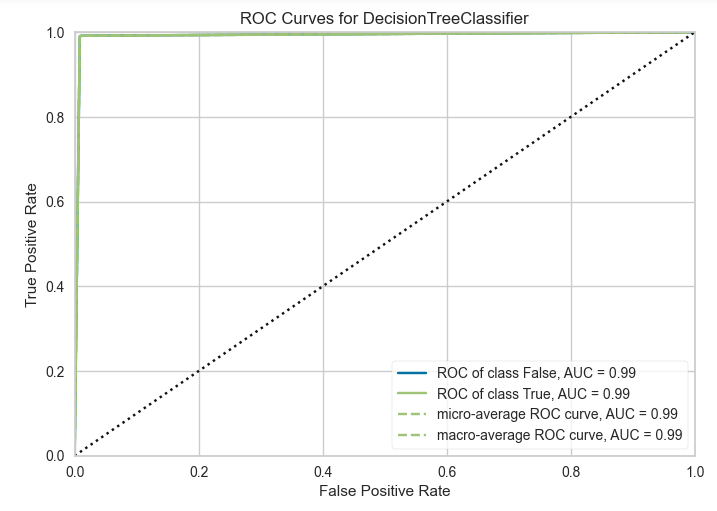 ROC Curves for DecisionTreeClassifier
1.0
0.8
0.6
0.4
0.2
0.0
True Positive Rate
ROC of class False, AUC = 0.99
ROC of class True, AUC = 0.99
micro-average ROC curve, AUC = 0.99
macro-average ROC curve, AUC = 0.99
0.0 0.2 0.4 0.6 0.8 1.0
False Positive Rate